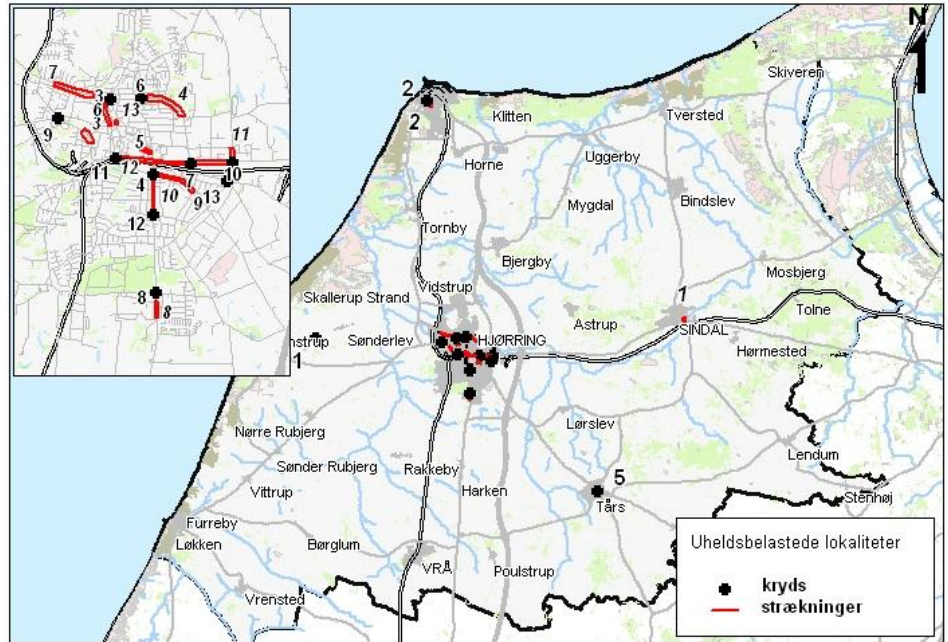 7
3
6
6
13
4
9
3
5
11
11
12
10
4
10
7
9
13
12
8
8
N
2
2
Klitten
Skiveren
Tversted
Horne
Uggerby
Mygdal
Bindslev
Tornby
Bjergby
Mosbjerg
Vidstrup
Skallerup Strand
Tolne
1
nstrup
Sønderlev
HJØRRING
Astrup
SINDAL
1
Hørmested
Nørre Rubjerg
Lørslev
Lendum
Sønder Rubjerg
Rakkeby
Vittrup
Harken
5
Tårs
Stenhøj
Furreby
Løkken
Børglum
VRÅ
Poulstrup
Vrensted
Uheldsbelastede lokaliteter
kryds
strækninger